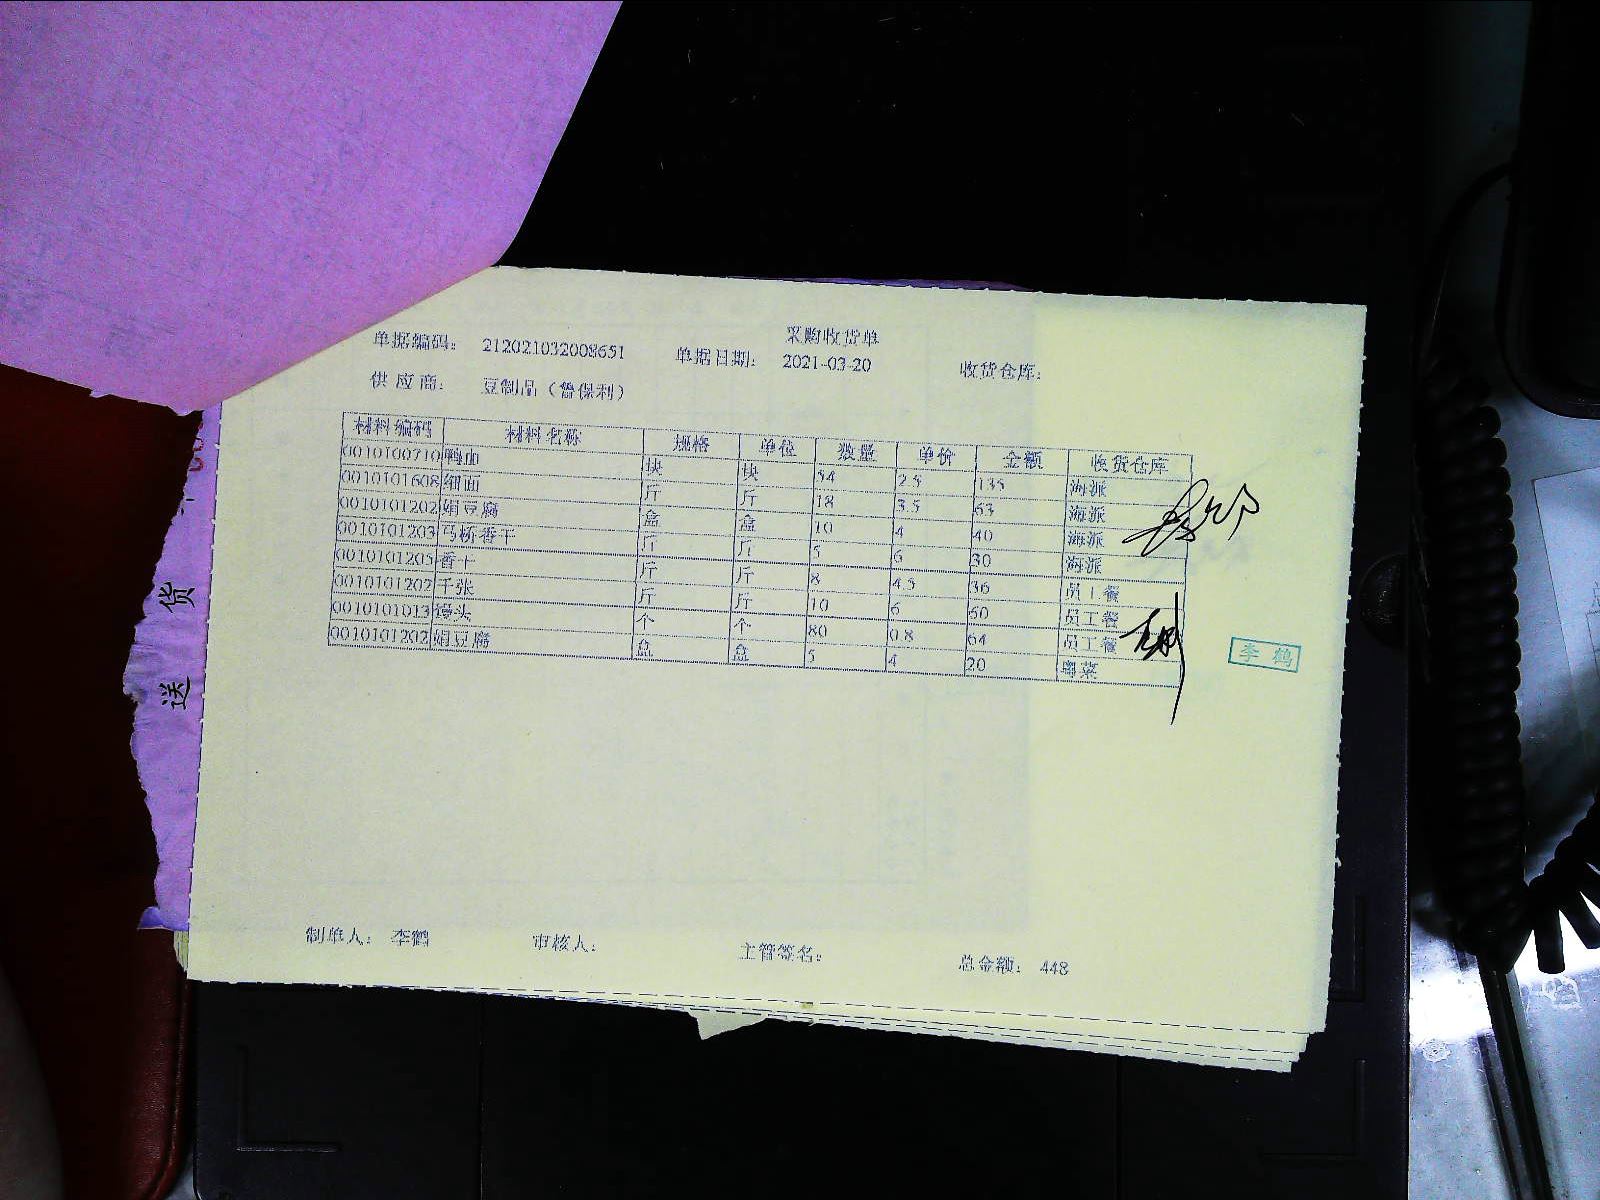 采购收货单
单据编码： 212021032008651 单据日期： 2021-03-20 收货仓库：
供应商： 豆制品（ 保利）
材料编码 材料名称 规格 单位 数量 单价 金额 收货仓库
0010100710 鸭血 块 块 54 2.5 135 海派
0010101608 细面 斤 斤 18 3.5 63 海派
0010101202 娟豆腐 盒 盒 10 4 40 海派
0010101203 马桥香干 斤 斤 5 6 30 海派
0010101205 香干 斤 斤 8 4.5 36 员工餐
0010101202 千张 斤 斤 10 6 60 员工餐
0010101013 馒头 个 个 80 0.8 64 员工餐
0010101202 娟豆腐 盒 盒 5 4 20 粤菜
李鹤
制单人： 李鹤 审核人： 主管签名： 总金额： 448
送货